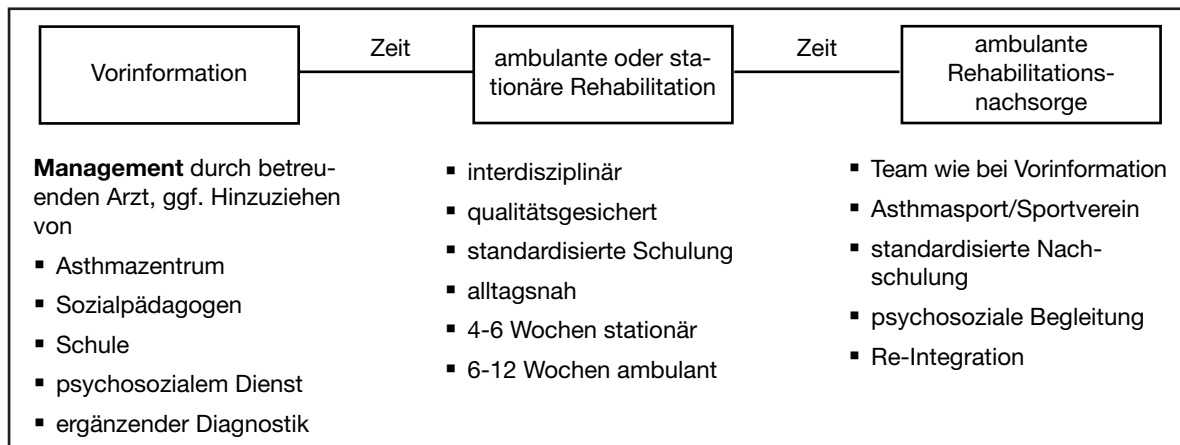 Vorinformation
Zeit
ambulante oder sta-
tionäre Rehabilitation
Zeit
ambulante
Rehabilitations-
nachsorge
Management durch betreu-
enden Arzt, ggf. Hinzuziehen
von
▪ Asthmazentrum
▪ Sozialpädagogen
▪ Schule
▪ psychosozialem Dienst
▪ ergänzender Diagnostik
▪ interdisziplinär
▪ qualitätsgesichert
▪ standardisierte Schulung
▪ alltagsnah
▪ 4-6 Wochen stationär
▪ 6-12 Wochen ambulant
▪ Team wie bei Vorinformation
▪ Asthmasport/Sportverein
▪ standardisierte Nach-
schulung
▪ psychosoziale Begleitung
▪ Re-Integration